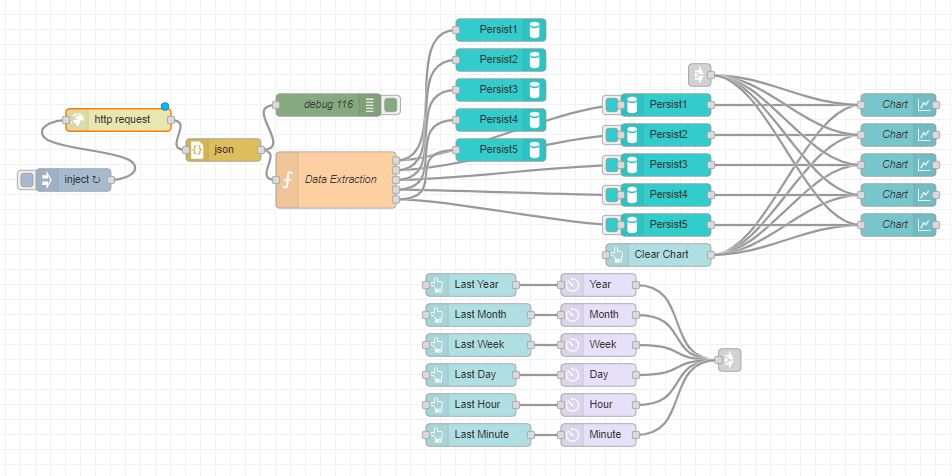 Persist1
Persist2
Persist3
Persist4
Persist5
debug 116
http request
json
inject ↻
Data Extraction
Persist1
Persist2
Persist3
Persist4
Persist5
Clear Chart
Chart
Chart
Chart
Chart
Chart
Last Year
Year
Last Month
Month
Last Week
Week
Last Day
Day
Last Hour
Hour
Last Minute
Minute